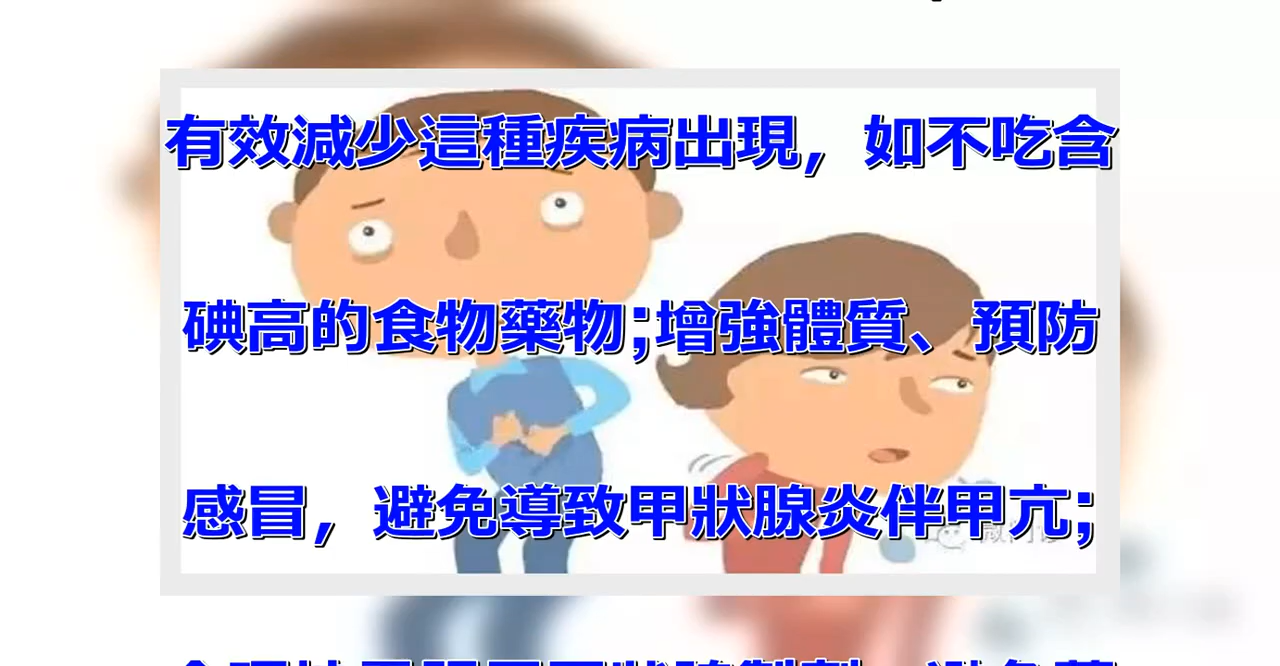 有效減少這種疾病出現，如不吃含
碘高的食物藥物;增強體質、預防
感冒，避免導致甲狀腺炎伴甲亢;